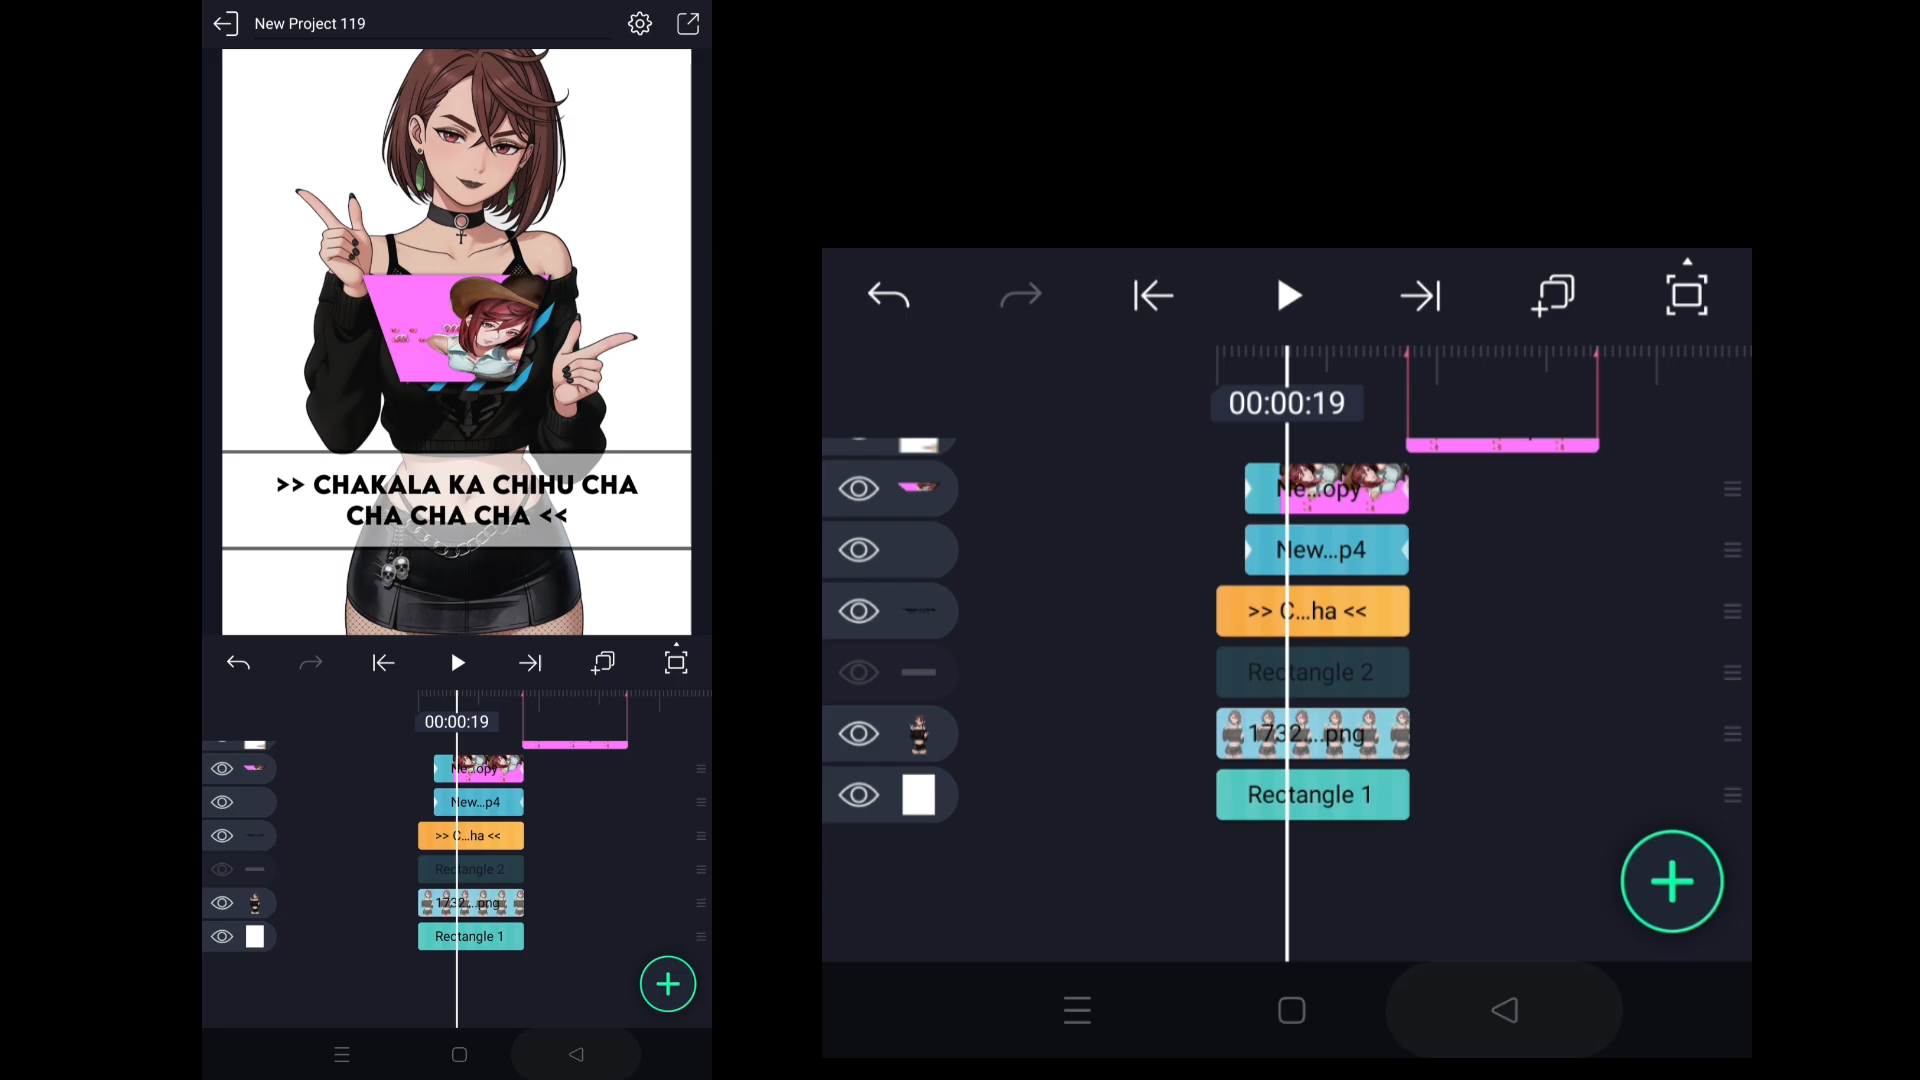 New Project 119
>> CHAKALA KA CHIHU CHA
CHA CHA CHA <<
00:00:19
Ne...opy
New...p4
>> C...ha <<
Rectangle 2
1732...png
Rectangle 1
00:00:19
Ne...opy
New...p4
>> C...ha <<
Rectangle 2
1732...png
Rectangle 1